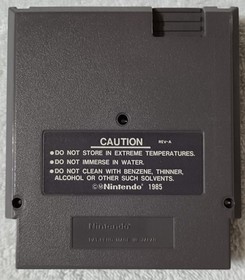 CAUTION REV-A
• DO NOT STORE IN EXTREME TEMPERATURES.
• DO NOT IMMERSE IN WATER.
• DO NOT CLEAN WITH BENZENE, THINNER,
ALCOHOL OR OTHER SUCH SOLVENTS.
©Ⓜ Nintendo 1985
Nintendo